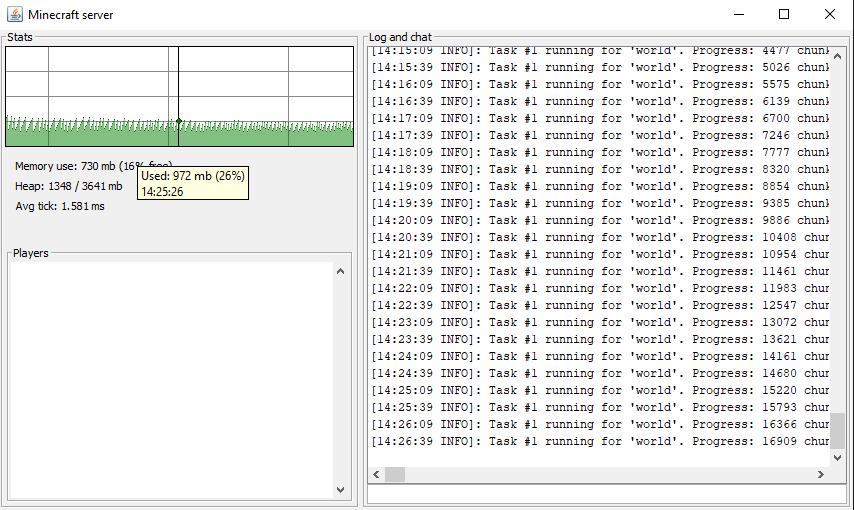 Minecraft server
Stats
Memory use: 730 mb (16% free)
Used: 972 mb (26%)
14:25:26
Heap: 1348 / 3641 mb
Avg tick: 1.581 ms
Players
Log and chat
[14:15:09 INFO]: Task #1 running for 'world'. Progress: 4477 chunk
[14:15:39 INFO]: Task #1 running for 'world'. Progress: 5026 chunk
[14:16:09 INFO]: Task #1 running for 'world'. Progress: 5575 chunk
[14:16:39 INFO]: Task #1 running for 'world'. Progress: 6139 chunk
[14:17:09 INFO]: Task #1 running for 'world'. Progress: 6700 chunk
[14:17:39 INFO]: Task #1 running for 'world'. Progress: 7246 chunk
[14:18:09 INFO]: Task #1 running for 'world'. Progress: 7777 chunk
[14:18:39 INFO]: Task #1 running for 'world'. Progress: 8320 chunk
[14:19:09 INFO]: Task #1 running for 'world'. Progress: 8854 chunk
[14:19:39 INFO]: Task #1 running for 'world'. Progress: 9385 chunk
[14:20:09 INFO]: Task #1 running for 'world'. Progress: 9886 chunk
[14:20:39 INFO]: Task #1 running for 'world'. Progress: 10408 chun
[14:21:09 INFO]: Task #1 running for 'world'. Progress: 10954 chun
[14:21:39 INFO]: Task #1 running for 'world'. Progress: 11461 chun
[14:22:09 INFO]: Task #1 running for 'world'. Progress: 11983 chun
[14:22:39 INFO]: Task #1 running for 'world'. Progress: 12547 chun
[14:23:09 INFO]: Task #1 running for 'world'. Progress: 13072 chun
[14:23:39 INFO]: Task #1 running for 'world'. Progress: 13621 chun
[14:24:09 INFO]: Task #1 running for 'world'. Progress: 14161 chun
[14:24:39 INFO]: Task #1 running for 'world'. Progress: 14680 chun
[14:25:09 INFO]: Task #1 running for 'world'. Progress: 15220 chun
[14:25:39 INFO]: Task #1 running for 'world'. Progress: 15793 chun
[14:26:09 INFO]: Task #1 running for 'world'. Progress: 16366 chun
[14:26:39 INFO]: Task #1 running for 'world'. Progress: 16909 chun